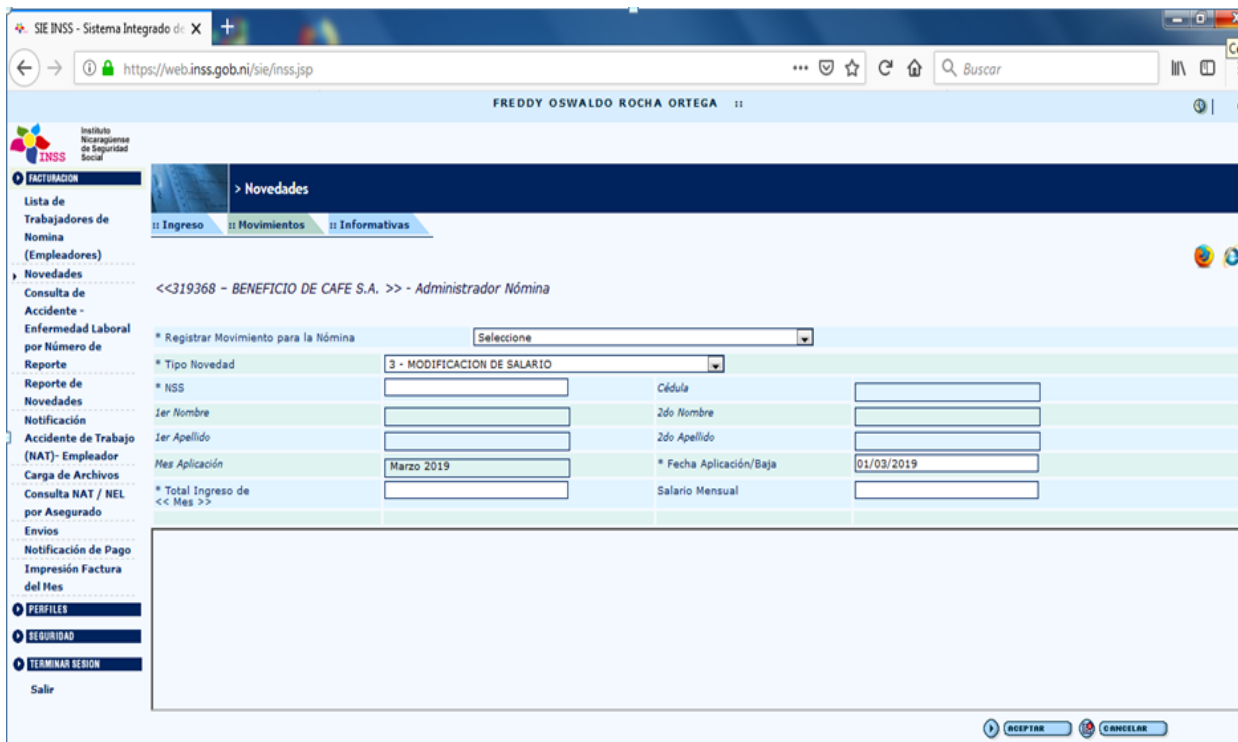 SIE INSS - Sistema Integrado de
https://web.inss.gob.ni/sie/inss.jsp
Buscar
FREDDY OSWALDO ROCHA ORTEGA ::
INSS
Instituto
Nicaragüense
de Seguridad
Social
FACTURACION
Lista de
Trabajadores de
Nomina
(Empleadores)
Novedades
Consulta de
Accidente -
Enfermedad Laboral
por Número de
Reporte
Reporte de
Novedades
Notificación
Accidente de Trabajo
(NAT)- Empleador
Carga de Archivos
Consulta NAT / NEL
por Asegurado
Envios
Notificación de Pago
Impresión Factura
del Mes
PERFILES
SEGURIDAD
TERMINAR SESION
Salir
> Novedades
:: Ingreso :: Movimientos :: Informativas
<<319368 - BENEFICIO DE CAFE S.A. >> - Administrador Nómina
* Registrar Movimiento para la Nómina Seleccione
* Tipo Novedad 3 - MODIFICACION DE SALARIO
* NSS Cédula
1er Nombre 2do Nombre
1er Apellido 2do Apellido
Mes Aplicación Marzo 2019 * Fecha Aplicación/Baja 01/03/2019
* Total Ingreso de
<< Mes >>
Salario Mensual
ACEPTAR CANCELAR